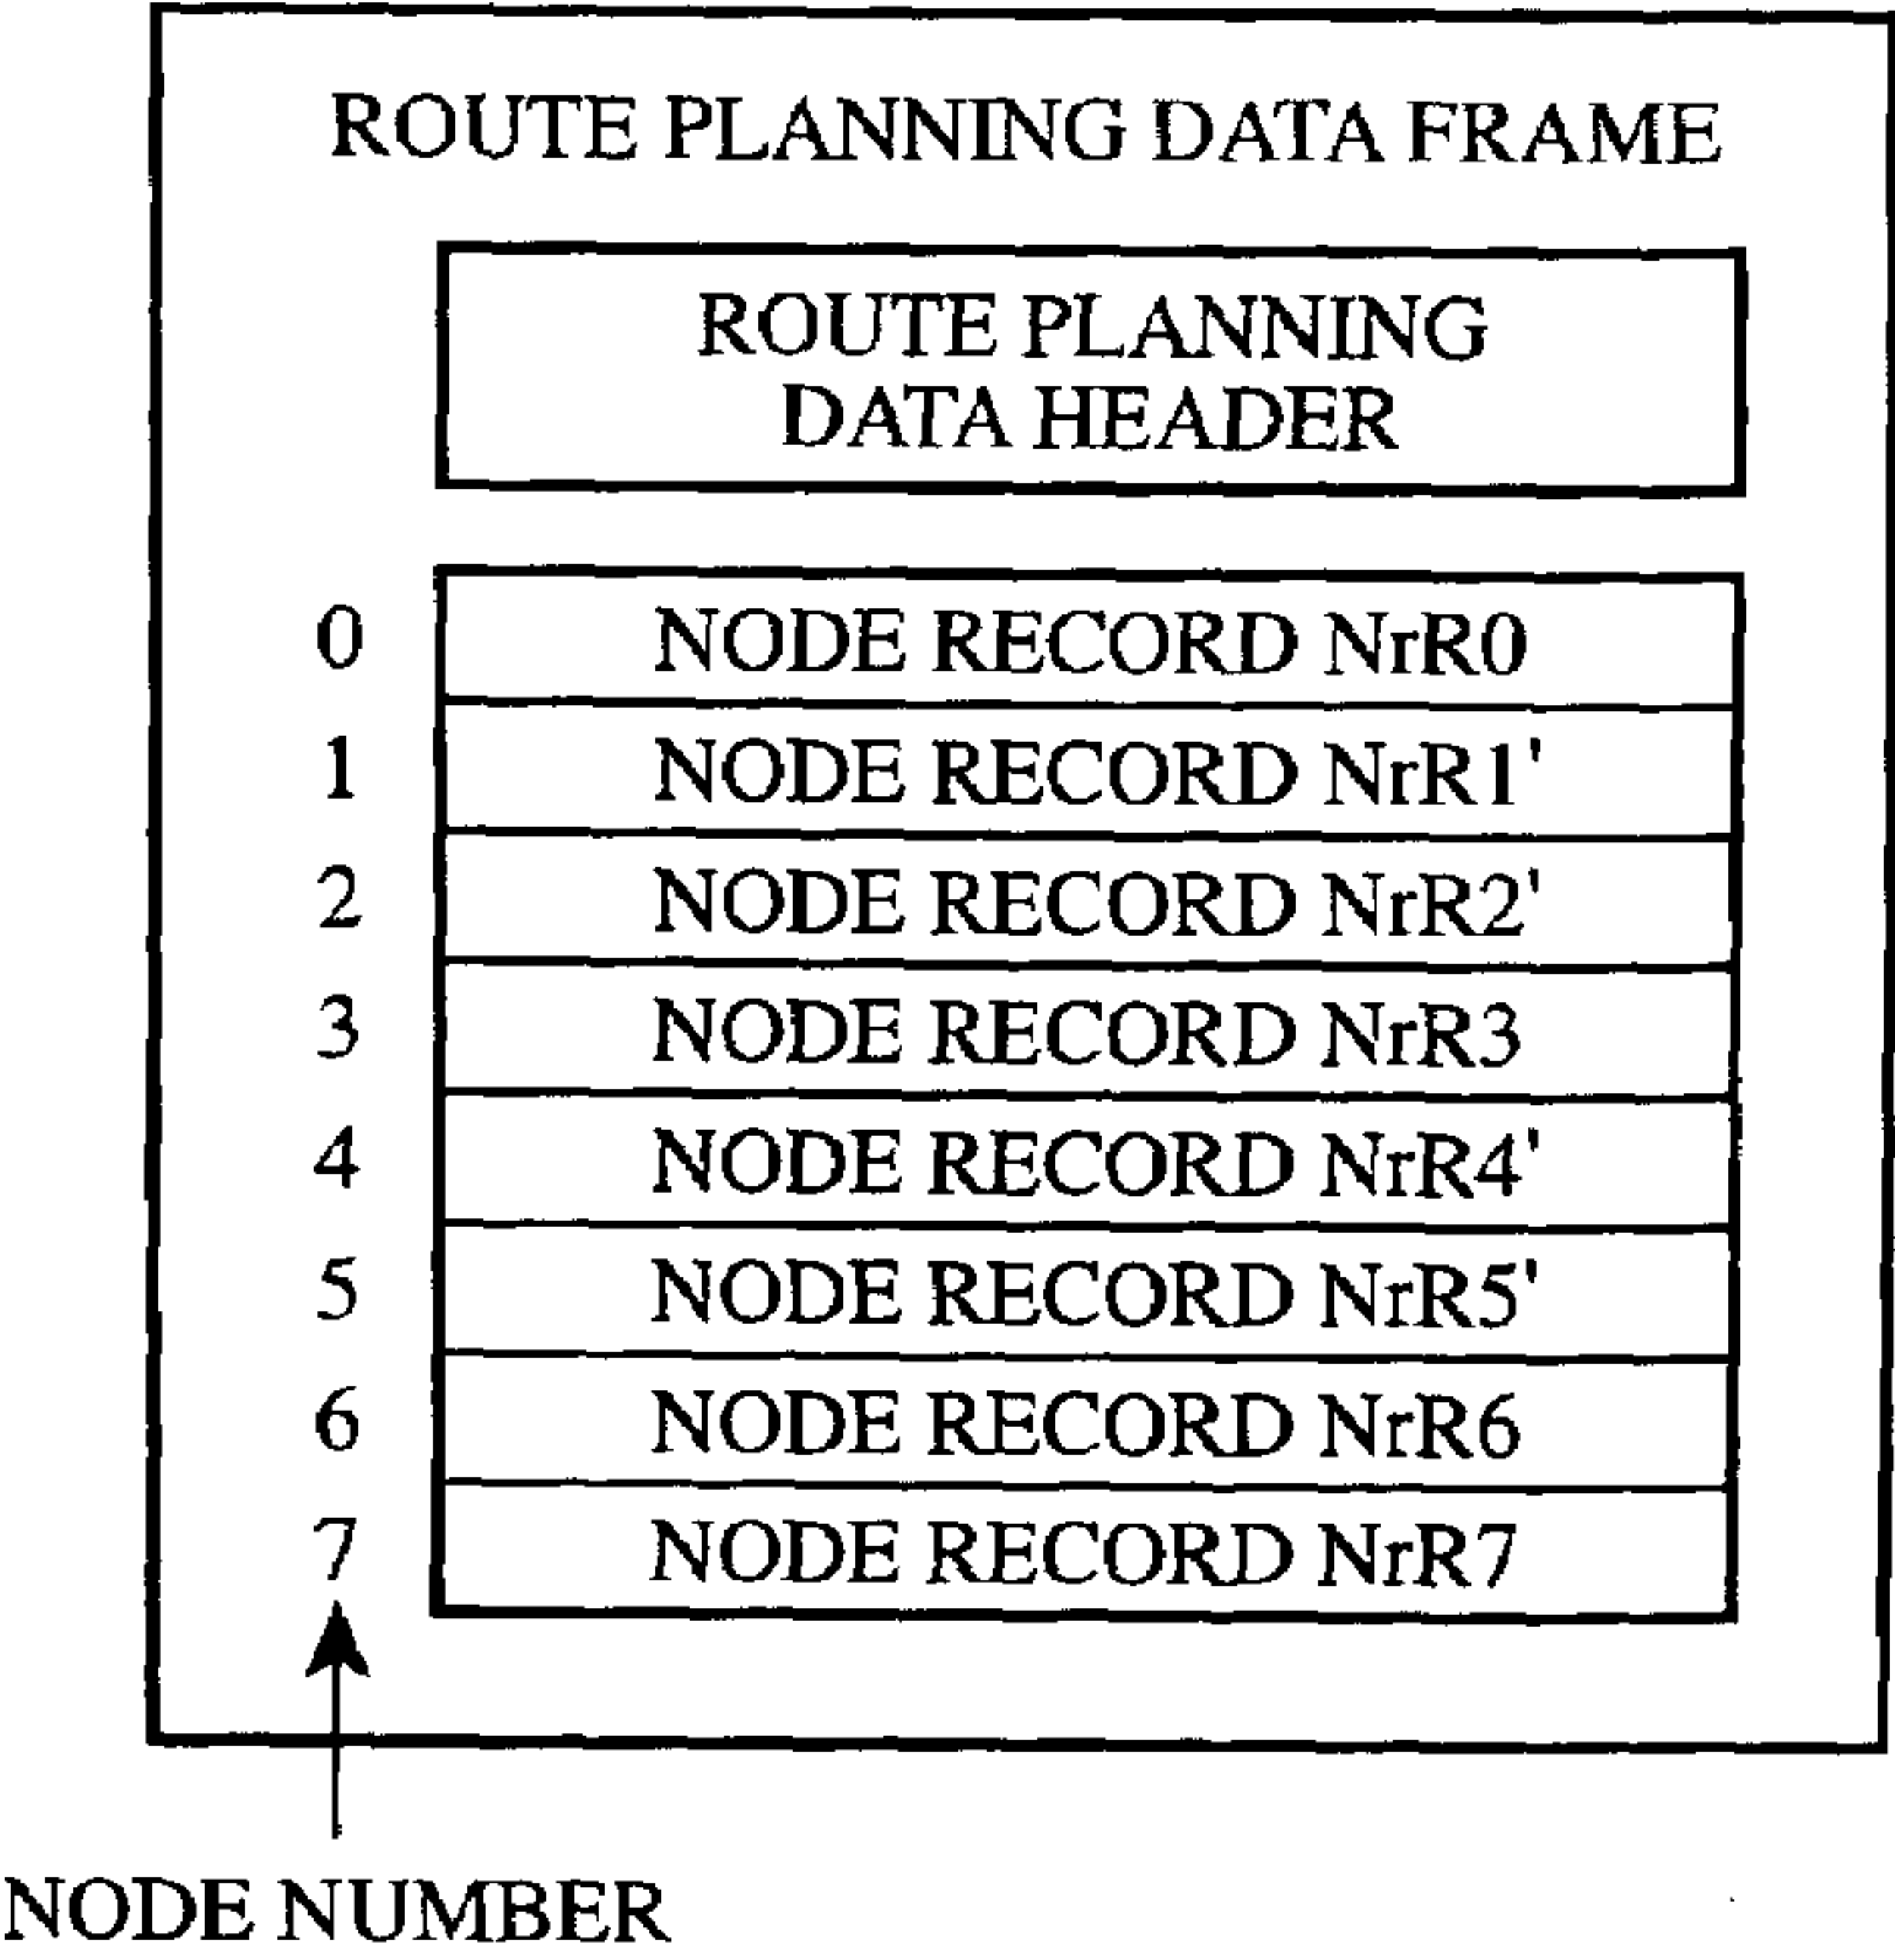 ROUTE PLANNING DATA FRAME
ROUTE PLANNING
DATA HEADER
0 NODE RECORD NrR0
1 NODE RECORD NrR1'
2 NODE RECORD NrR2'
3 NODE RECORD NrR3
4 NODE RECORD NrR4'
5 NODE RECORD NrR5'
6 NODE RECORD NrR6
7 NODE RECORD NrR7
NODE NUMBER